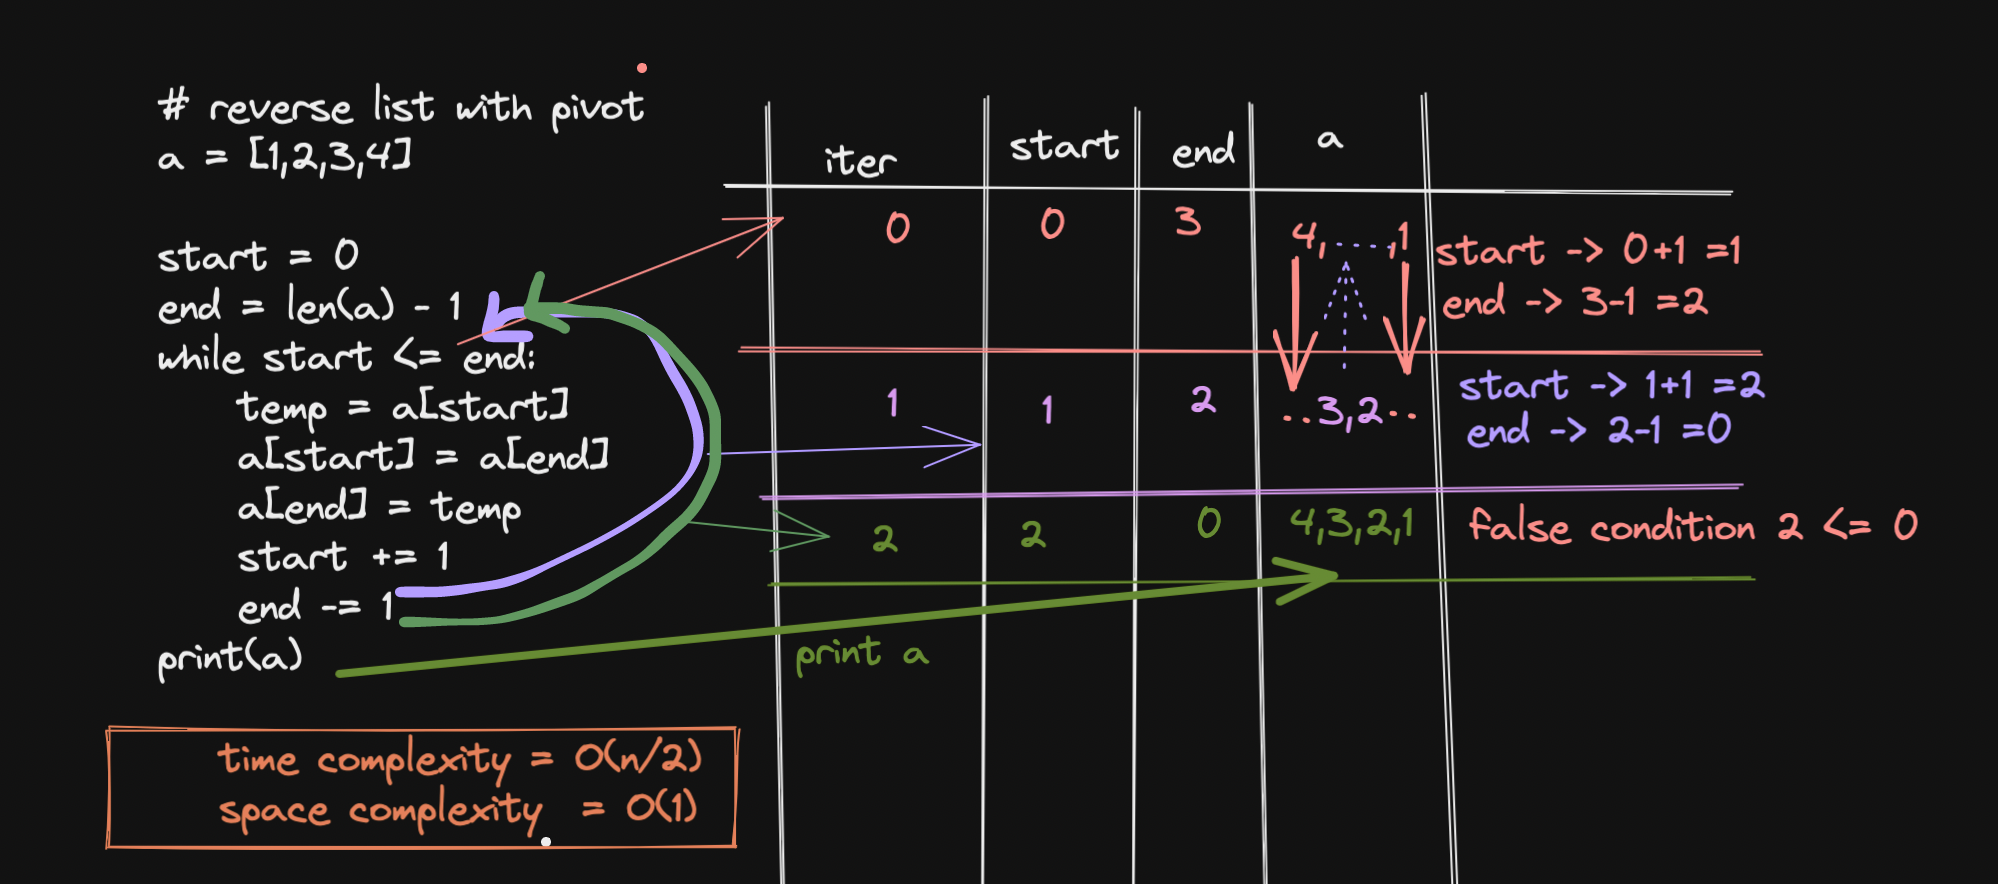 # reverse list with pivot
a = [1,2,3,4]
start = 0
end = len(a) - 1
while start <= end:
temp = a[start]
a[start] = a[end]
a[end] = temp
start += 1
end -= 1
print(a)
time complexity = O(n/2)
space complexity = O(1)
iter start end a
0 0 3 4,....,1
start -> 0+1 =1
end -> 3-1 =2
1 1 2 ..3,2..
start -> 1+1 =2
end -> 2-1 =0
2 2 0 4,3,2,1 false condition 2 <= 0
print a